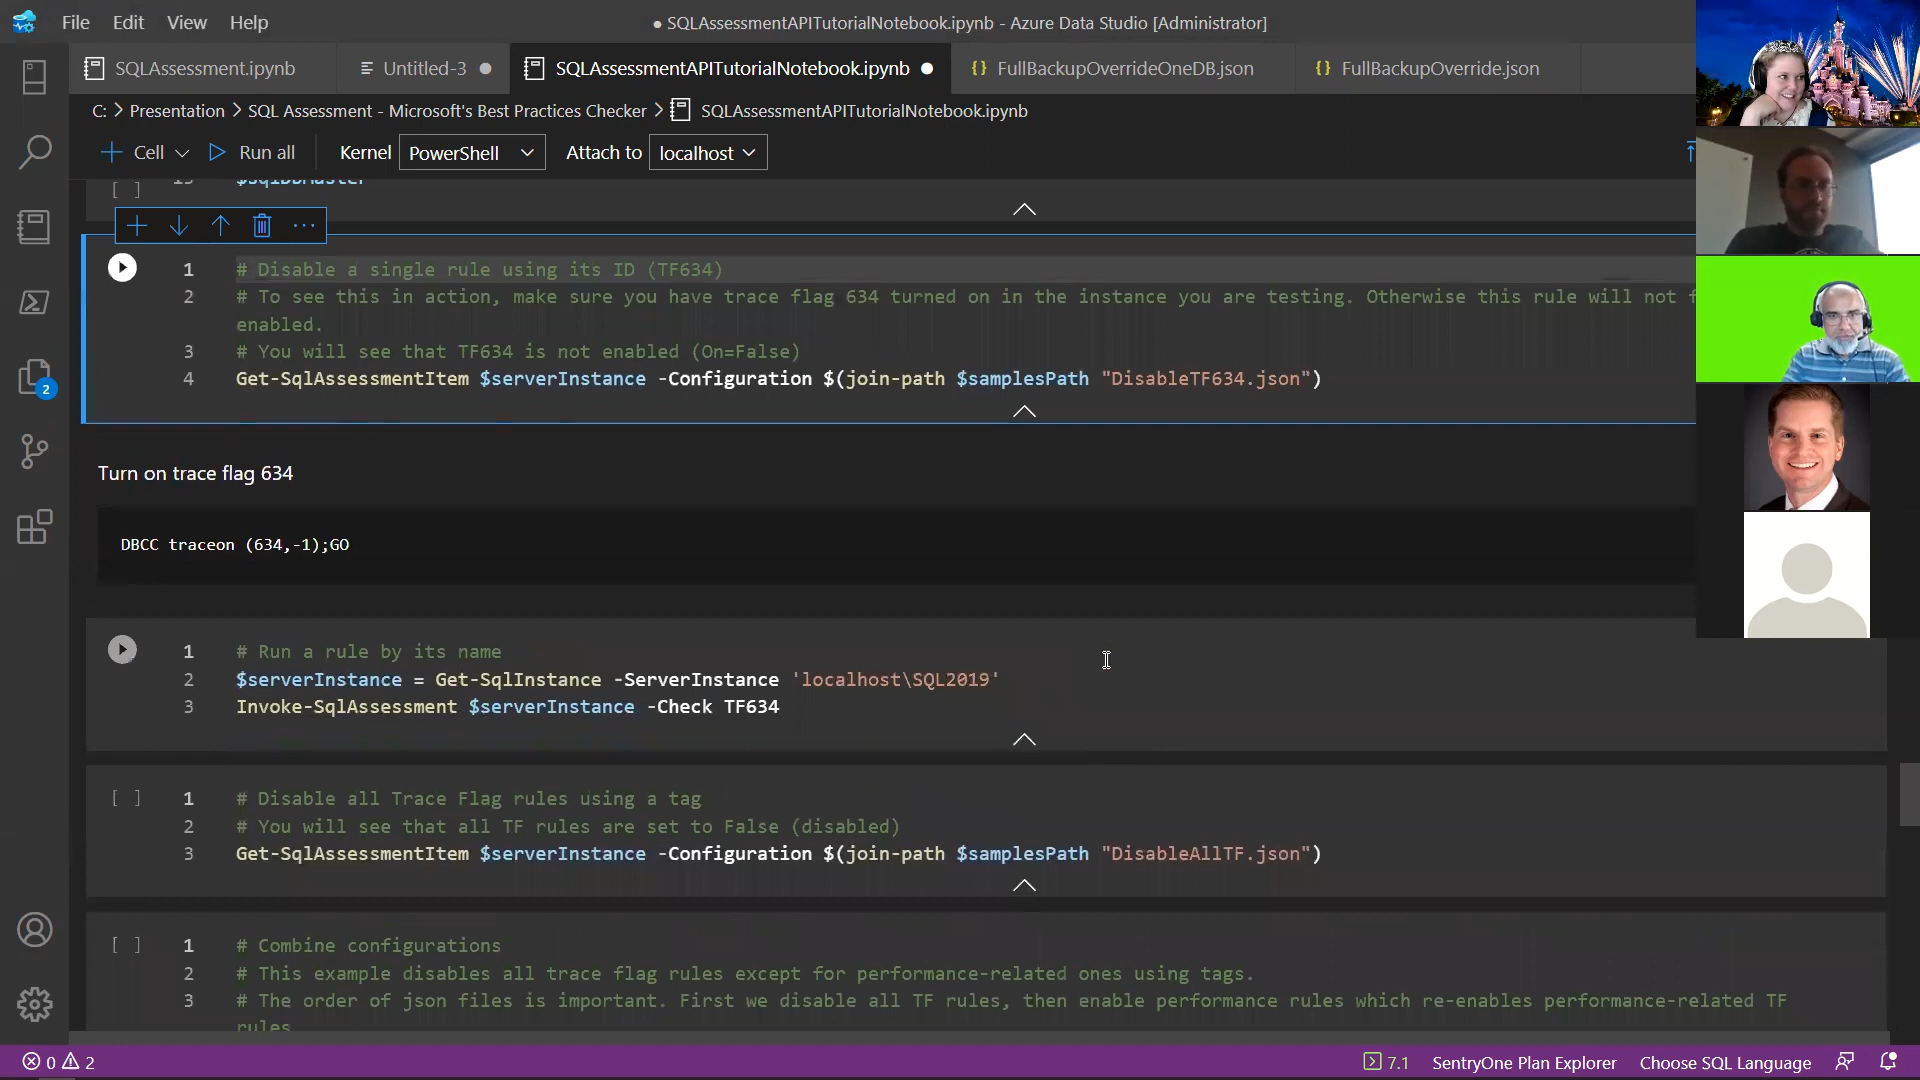 File Edit View Help
● SQLAssessmentAPITutorialNotebook.ipynb - Azure Data Studio [Administrator]
SQLAssessment.ipynb Untitled-3 ● SQLAssessmentAPITutorialNotebook.ipynb ● {} FullBackupOverrideOneDB.json {} FullBackupOverride.json
C: > Presentation > SQL Assessment - Microsoft's Best Practices Checker > SQLAssessmentAPITutorialNotebook.ipynb
+ Cell Run all Kernel PowerShell Attach to localhost
[ ] 15 $sqlDbMaster
1 # Disable a single rule using its ID (TF634)
2 # To see this in action, make sure you have trace flag 634 turned on in the instance you are testing. Otherwise this rule will not
enabled.
3 # You will see that TF634 is not enabled (On=False)
4 Get-SqlAssessmentItem $serverInstance -Configuration $(join-path $samplesPath "DisableTF634.json")
Turn on trace flag 634
DBCC traceon (634,-1);GO
1 # Run a rule by its name
2 $serverInstance = Get-SqlInstance -ServerInstance 'localhost\SQL2019'
3 Invoke-SqlAssessment $serverInstance -Check TF634
[ ] 1 # Disable all Trace Flag rules using a tag
2 # You will see that all TF rules are set to False (disabled)
3 Get-SqlAssessmentItem $serverInstance -Configuration $(join-path $samplesPath "DisableAllTF.json")
[ ] 1 # Combine configurations
2 # This example disables all trace flag rules except for performance-related ones using tags.
3 # The order of json files is important. First we disable all TF rules, then enable performance rules which re-enables performance-related TF
rules
2
0 2 7.1 SentryOne Plan Explorer Choose SQL Language